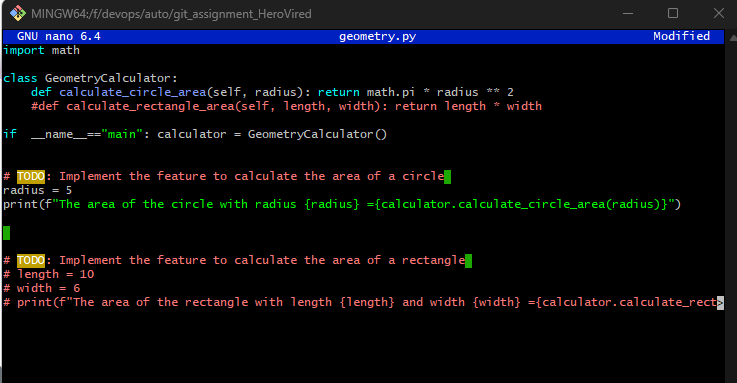 MINGW64:/f/devops/auto/git_assignment_HeroVired
GNU nano 6.4 geometry.py Modified
import math
class GeometryCalculator:
    def calculate_circle_area(self, radius): return math.pi * radius ** 2
    #def calculate_rectangle_area(self, length, width): return length * width
if  __name__=="main": calculator = GeometryCalculator()
# TODO: Implement the feature to calculate the area of a circle
radius = 5
print(f"The area of the circle with radius {radius} ={calculator.calculate_circle_area(radius)}")
# TODO: Implement the feature to calculate the area of a rectangle
# length = 10
# width = 6
# print(f"The area of the rectangle with length {length} and width {width} ={calculator.calculate_rect>